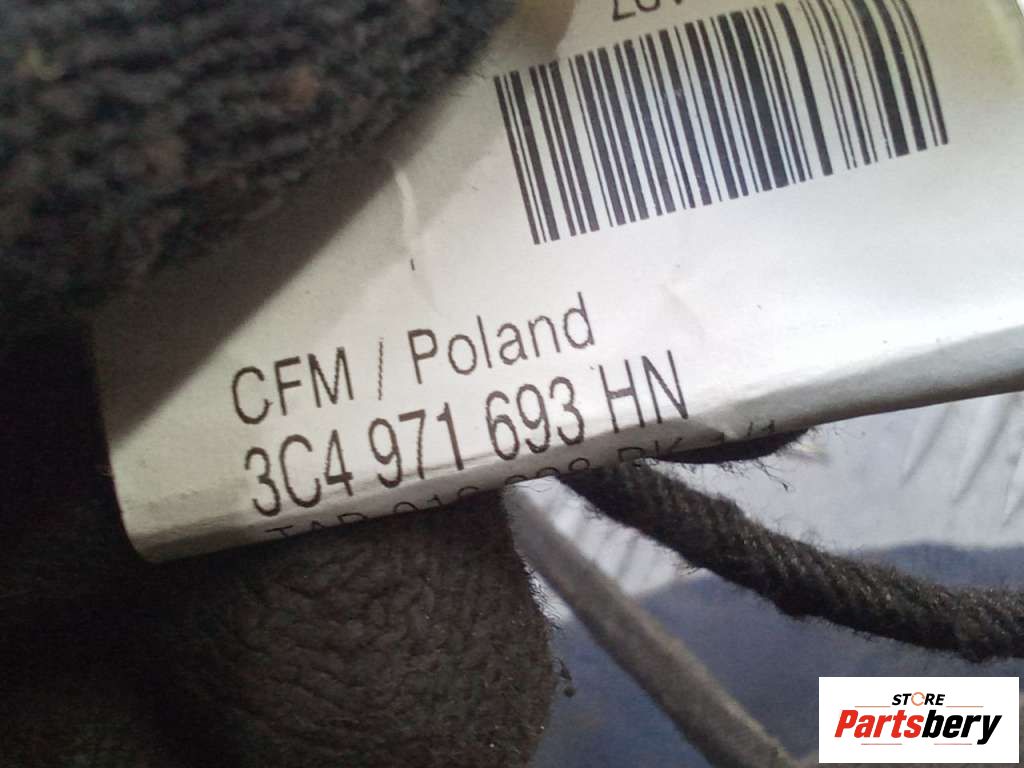 CFM / Poland
3C4 971 693 HN
STORE
Partsbery